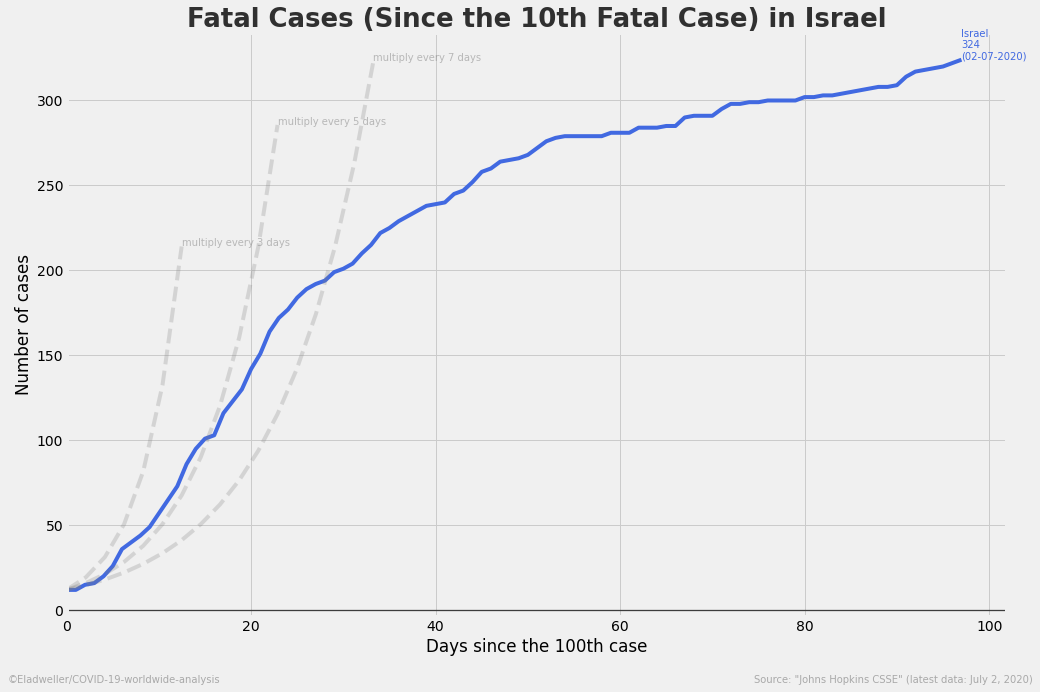 Fatal Cases (Since the 10th Fatal Case) in Israel
Israel
324
(02-07-2020)
multiply every 7 days
multiply every 5 days
multiply every 3 days
Number of cases
300
250
200
150
100
50
0
0 20 40 60 80 100
Days since the 100th case
©Eladweller/COVID-19-worldwide-analysis
Source: "Johns Hopkins CSSE" (latest data: July 2, 2020)